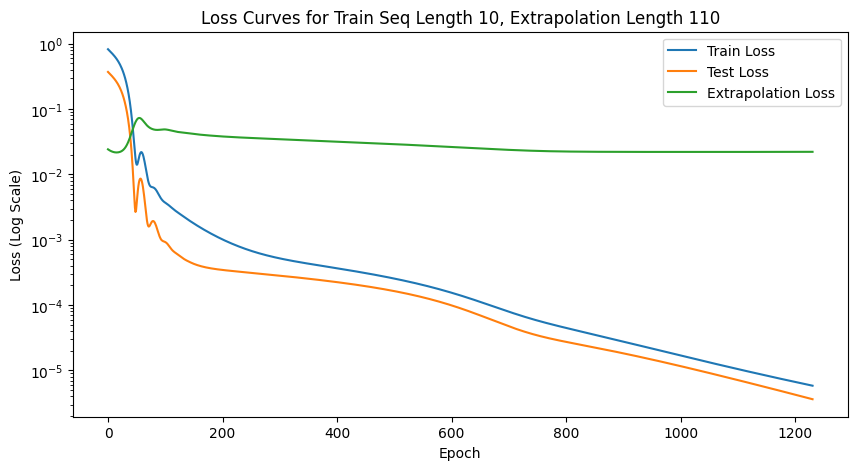 Loss Curves for Train Seq Length 10, Extrapolation Length 110
Train Loss
Test Loss
Extrapolation Loss
Loss (Log Scale)
10⁰
10⁻¹
10⁻²
10⁻³
10⁻⁴
10⁻⁵
0 200 400 600 800 1000 1200
Epoch